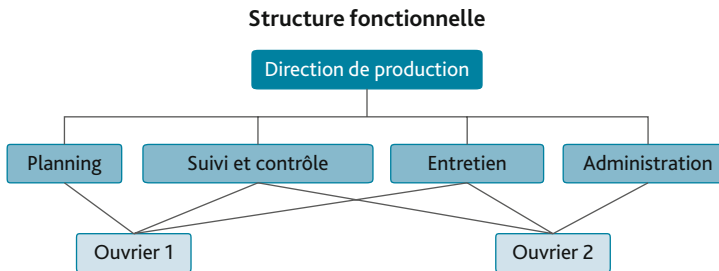 Structure fonctionnelle
Direction de production
Planning
Suivi et contrôle
Entretien
Administration
Ouvrier 1
Ouvrier 2